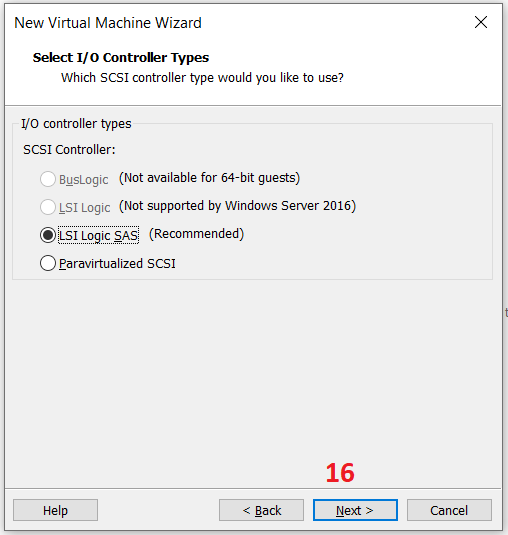 New Virtual Machine Wizard
Select I/O Controller Types
Which SCSI controller type would you like to use?
I/O controller types
SCSI Controller:
BusLogic (Not available for 64-bit guests)
LSI Logic (Not supported by Windows Server 2016)
LSI Logic SAS (Recommended)
Paravirtualized SCSI
16
Help < Back Next > Cancel